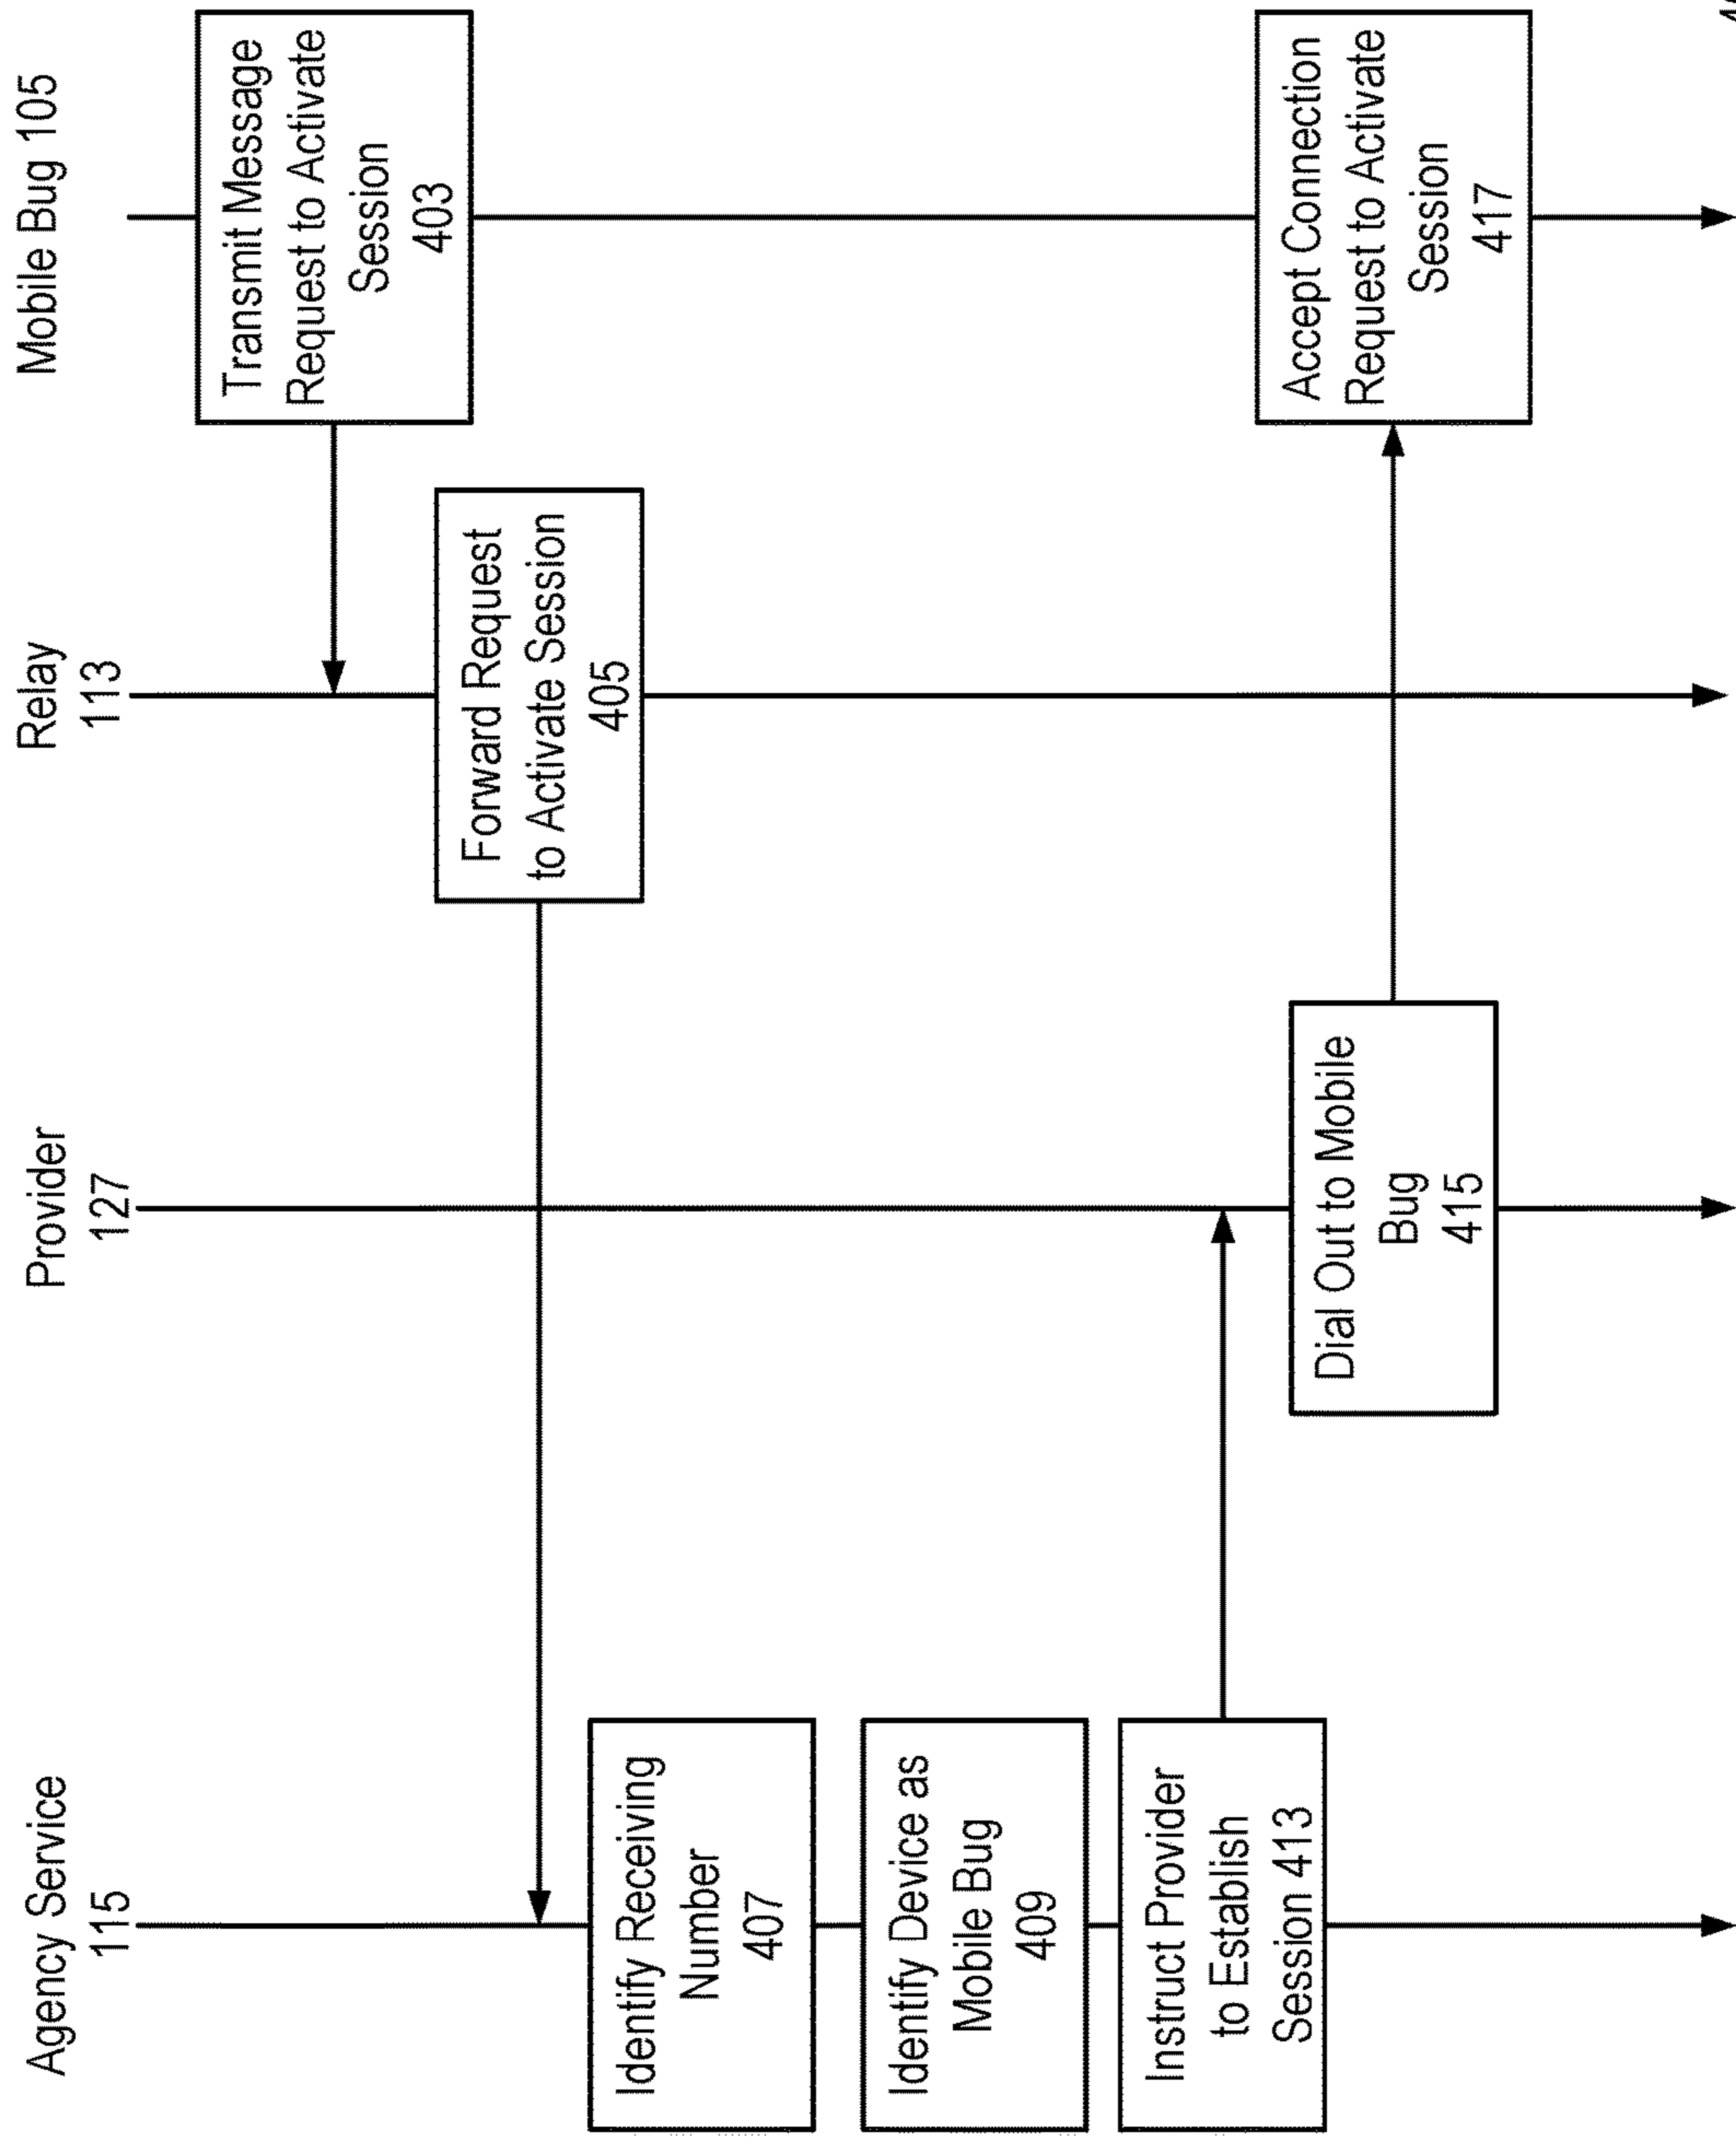 Agency Service
115
Provider
127
Relay
113
Mobile Bug 105
Transmit Message
Request to Activate
Session
403
Forward Request
to Activate Session
405
Identify Receiving
Number
407
Identify Device as
Mobile Bug
409
Instruct Provider
to Establish
Session 413
Dial Out to Mobile
Bug
415
Accept Connection
Request to Activate
Session
417